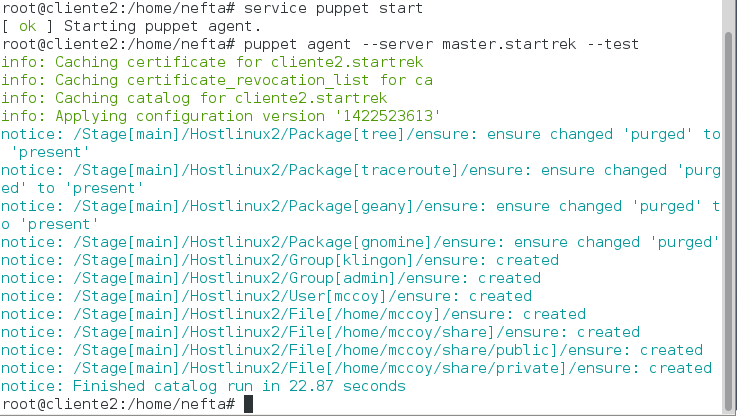 root@cliente2:/home/nefta# service puppet start
[ ok ] Starting puppet agent.
root@cliente2:/home/nefta# puppet agent --server master.startrek --test
info: Caching certificate for cliente2.startrek
info: Caching certificate_revocation_list for ca
info: Caching catalog for cliente2.startrek
info: Applying configuration version '1422523613'
notice: /Stage[main]/Hostlinux2/Package[tree]/ensure: ensure changed 'purged' to
 'present'
notice: /Stage[main]/Hostlinux2/Package[traceroute]/ensure: ensure changed 'purg
ed' to 'present'
notice: /Stage[main]/Hostlinux2/Package[geany]/ensure: ensure changed 'purged' t
o 'present'
notice: /Stage[main]/Hostlinux2/Package[gnomine]/ensure: ensure changed 'purged'
notice: /Stage[main]/Hostlinux2/Group[klingon]/ensure: created
notice: /Stage[main]/Hostlinux2/Group[admin]/ensure: created
notice: /Stage[main]/Hostlinux2/User[mccoy]/ensure: created
notice: /Stage[main]/Hostlinux2/File[/home/mccoy]/ensure: created
notice: /Stage[main]/Hostlinux2/File[/home/mccoy/share]/ensure: created
notice: /Stage[main]/Hostlinux2/File[/home/mccoy/share/public]/ensure: created
notice: /Stage[main]/Hostlinux2/File[/home/mccoy/share/private]/ensure: created
notice: Finished catalog run in 22.87 seconds
root@cliente2:/home/nefta#